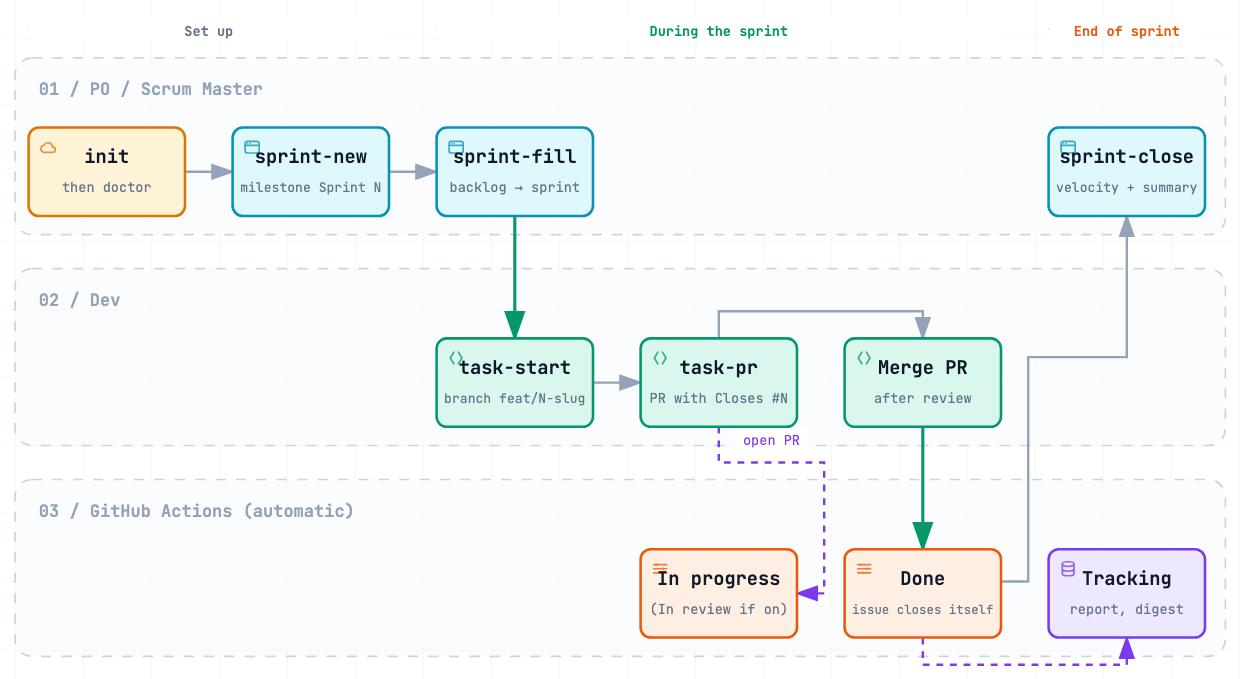 Set up
During the sprint
End of sprint
01 / PO / Scrum Master
init
then doctor
sprint-new
milestone Sprint N
sprint-fill
backlog → sprint
sprint-close
velocity + summary
02 / Dev
task-start
branch feat/N-slug
task-pr
PR with Closes #N
Merge PR
after review
open PR
03 / GitHub Actions (automatic)
In progress
(In review if on)
Done
issue closes itself
Tracking
report, digest